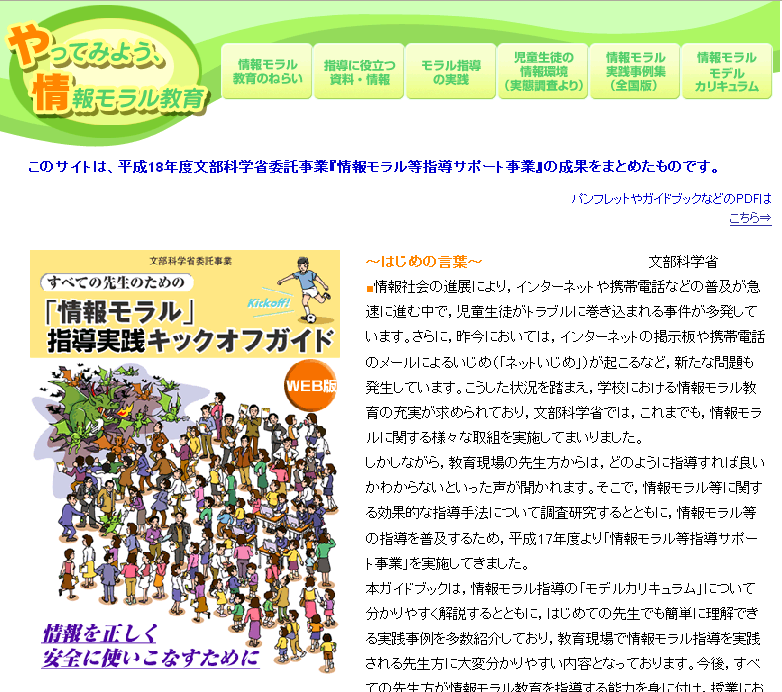 やってみよう、
情報モラル教育
情報モラル
教育のねらい
指導に役立つ
資料・情報
モラル指導
の実践
児童生徒の
情報環境
(実態調査より)
情報モラル
実践事例集
(全国版)
情報モラル
モデル
カリキュラム
このサイトは、平成18年度文部科学省委託事業『情報モラル等指導サポート事業』の成果をまとめたものです。
パンフレットやガイドブックなどのPDFは
こちら⇒
文部科学省委託事業
すべての先生のための
Kickoff!
「情報モラル」
指導実践キックオフガイド
WEB版
情報を正しく
安全に使いこなすために
～はじめの言葉～ 文部科学省
■情報社会の進展により，インターネットや携帯電話などの普及が急
速に進む中で，児童生徒がトラブルに巻き込まれる事件が多発して
います。さらに，昨今においては，インターネットの掲示板や携帯電話
のメールによるいじめ（「ネットいじめ」）が起こるなど，新たな問題も
発生しています。こうした状況を踏まえ，学校における情報モラル教
育の充実が求められており，文部科学省では，これまでも，情報モラ
ルに関する様々な取組を実施してまいりました。
しかしながら，教育現場の先生方からは，どのように指導すれば良い
かわからないといった声が聞かれます。そこで，情報モラル等に関す
る効果的な指導手法について調査研究するとともに，情報モラル等
の指導を普及するため，平成17年度より「情報モラル等指導サポー
ト事業」を実施してきました。
本ガイドブックは，情報モラル指導の「モデルカリキュラム」について
分かりやすく解説するとともに，はじめての先生でも簡単に理解でき
る実践事例を多数紹介しており，教育現場で情報モラル指導を実践
される先生方に大変分かりやすい内容となっております。今後，すべ
ての先生方が情報モラル教育を指導する能力を身に付け，授業にお